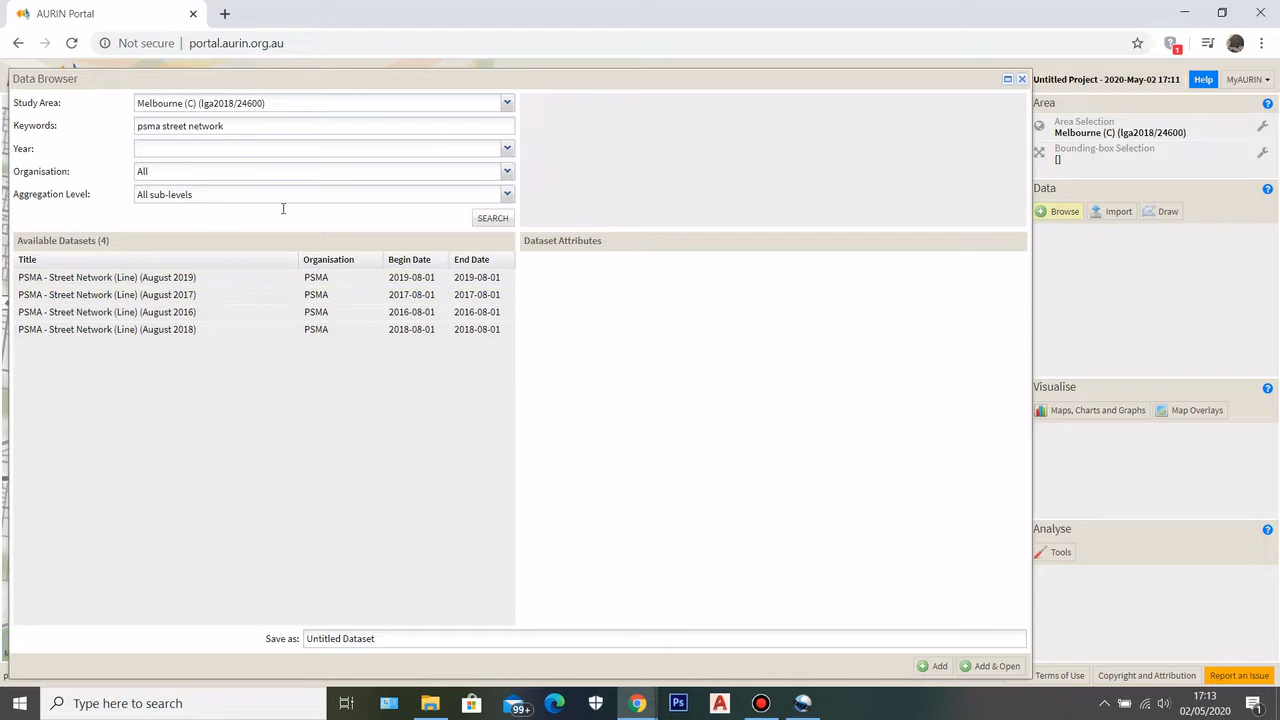 AURIN Portal
Not secure
portal.aurin.org.au
1
Data Browser
Untitled Project - 2020-May-02 17:11
Help
MyAURIN
Study Area:
Melbourne (C) (lga2018/24600)
Keywords:
psma street network
Year:
Organisation:
All
Aggregation Level:
All sub-levels
SEARCH
Available Datasets (4)
Dataset Attributes
Title Organisation Begin Date End Date
PSMA - Street Network (Line) (August 2019) PSMA 2019-08-01 2019-08-01
PSMA - Street Network (Line) (August 2017) PSMA 2017-08-01 2017-08-01
PSMA - Street Network (Line) (August 2016) PSMA 2016-08-01 2016-08-01
PSMA - Street Network (Line) (August 2018) PSMA 2018-08-01 2018-08-01
Save as:
Untitled Dataset
Add
Add & Open
Area
Area Selection
Melbourne (C) (lga2018/24600)
Bounding-box Selection
[]
Data
Browse
Import
Draw
Visualise
Maps, Charts and Graphs
Map Overlays
Analyse
Tools
Terms of Use
Copyright and Attribution
Report an Issue
Type here to search
99+
Ps
A
17:13
02/05/2020
1